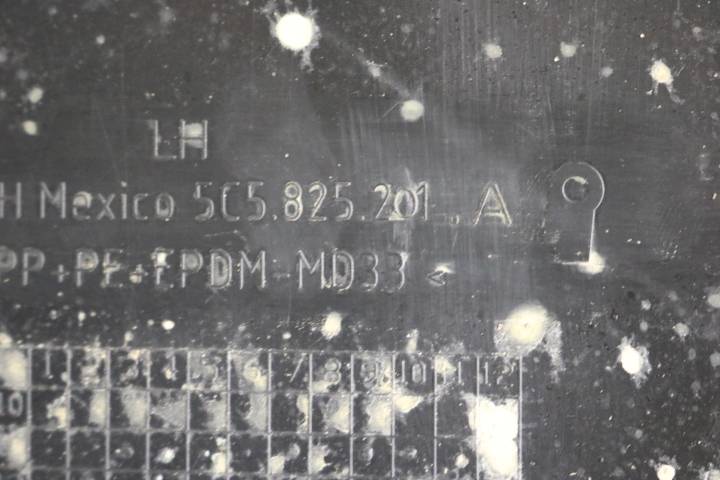 LH
H Mexico 5C5.825.201.A
PP+PE+EPDM-MD33 <
1 2 3 4 5 6 7 8 9 10 11 12
10